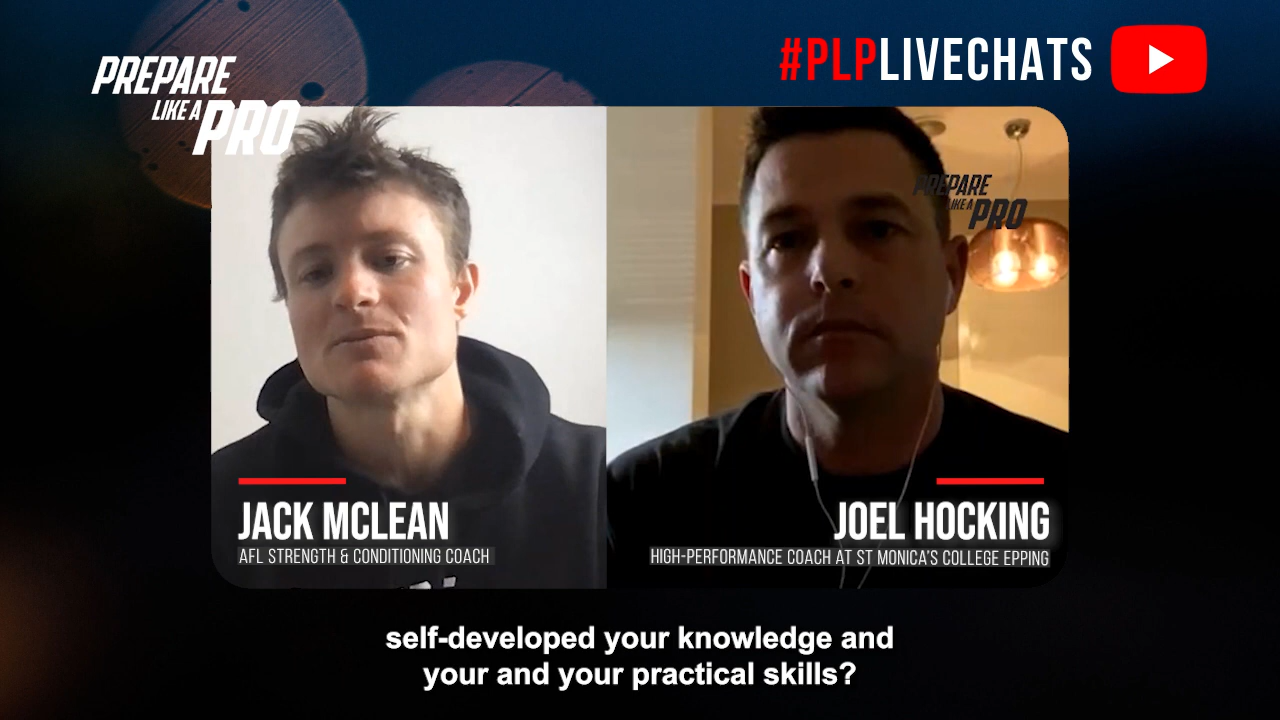 PREPARE
LIKE A
PRO
#PLPLIVECHATS
PREPARE
LIKE A
PRO
JACK MCLEAN
AFL STRENGTH & CONDITIONING COACH
JOEL HOCKING
HIGH-PERFORMANCE COACH AT ST MONICA'S COLLEGE EPPING
self-developed your knowledge and
your and your practical skills?